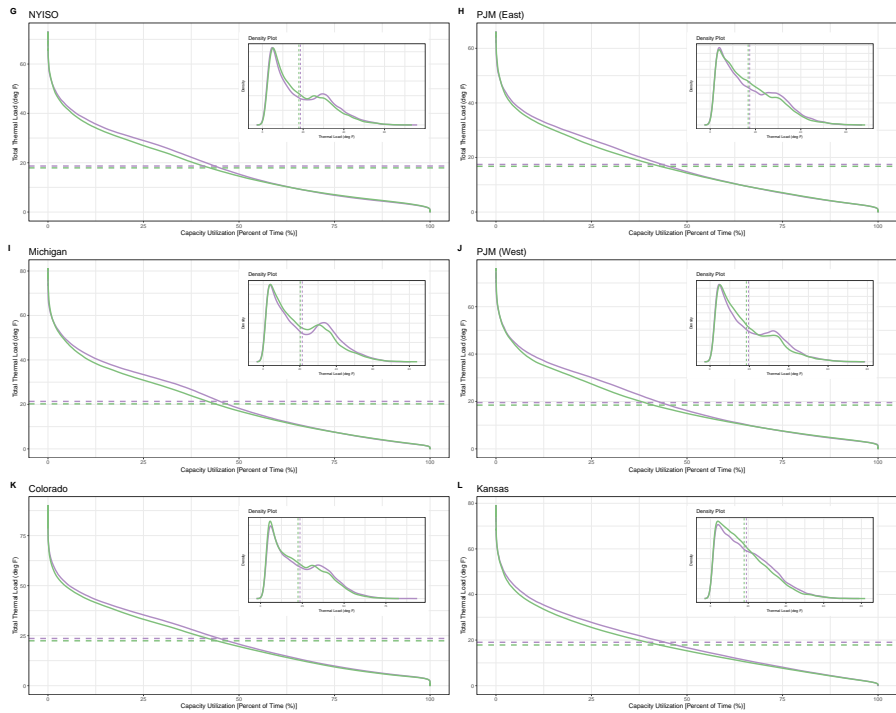 G NYISO
Total Thermal Load (deg F)
60
40
20
0
Density Plot
Density
Thermal Load (deg F)
0 25 50 75 100
Capacity Utilization [Percent of Time (%)]
H PJM (East)
Total Thermal Load (deg F)
60
40
20
0
Density Plot
Density
Thermal Load (deg F)
0 25 50 75 100
Capacity Utilization [Percent of Time (%)]
I Michigan
Total Thermal Load (deg F)
80
60
40
20
0
Density Plot
Density
Thermal Load (deg F)
0 25 50 75 100
Capacity Utilization [Percent of Time (%)]
J PJM (West)
Total Thermal Load (deg F)
60
40
20
0
Density Plot
Density
Thermal Load (deg F)
0 25 50 75 100
Capacity Utilization [Percent of Time (%)]
K Colorado
Total Thermal Load (deg F)
75
50
25
0
Density Plot
Density
Thermal Load (deg F)
0 25 50 75 100
Capacity Utilization [Percent of Time (%)]
L Kansas
Total Thermal Load (deg F)
80
60
40
20
0
Density Plot
Density
Thermal Load (deg F)
0 25 50 75 100
Capacity Utilization [Percent of Time (%)]